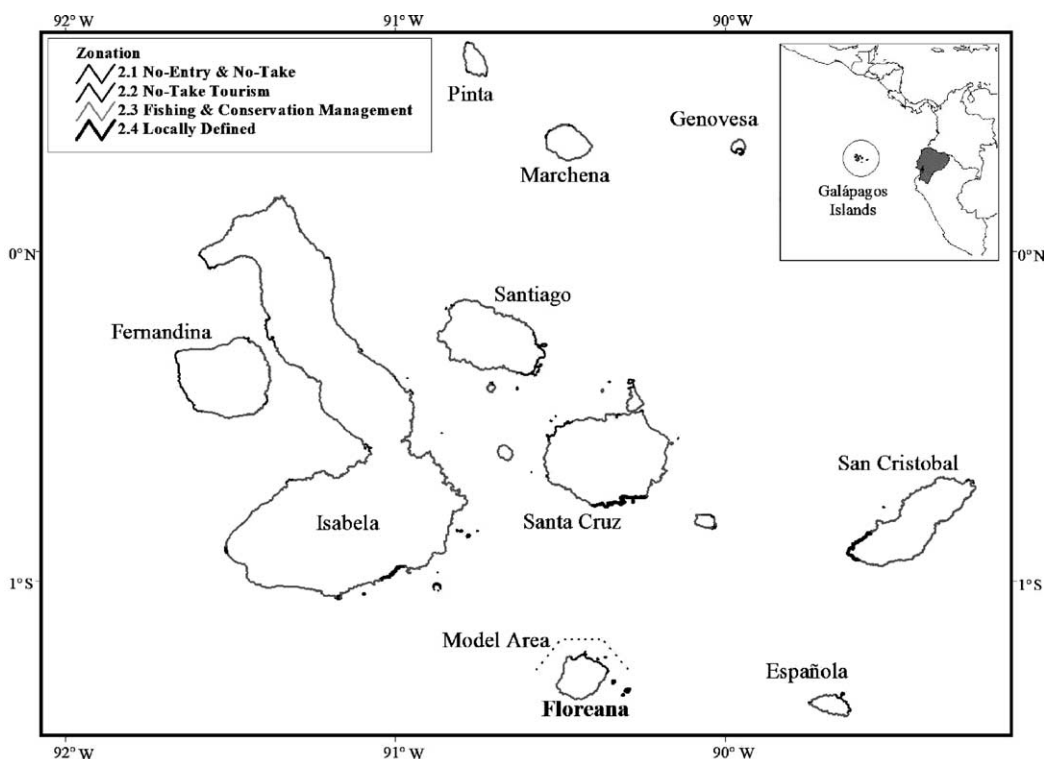 92° W 91° W 90° W
Zonation
2.1 No-Entry & No-Take
2.2 No-Take Tourism
2.3 Fishing & Conservation Management
2.4 Locally Defined
Pinta
Genovesa
Marchena
Galápagos
Islands
0° N 0° N
Santiago
Fernandina
San Cristobal
Isabela
Santa Cruz
1° S 1° S
Model Area
Española
Floreana
92° W 91° W 90° W